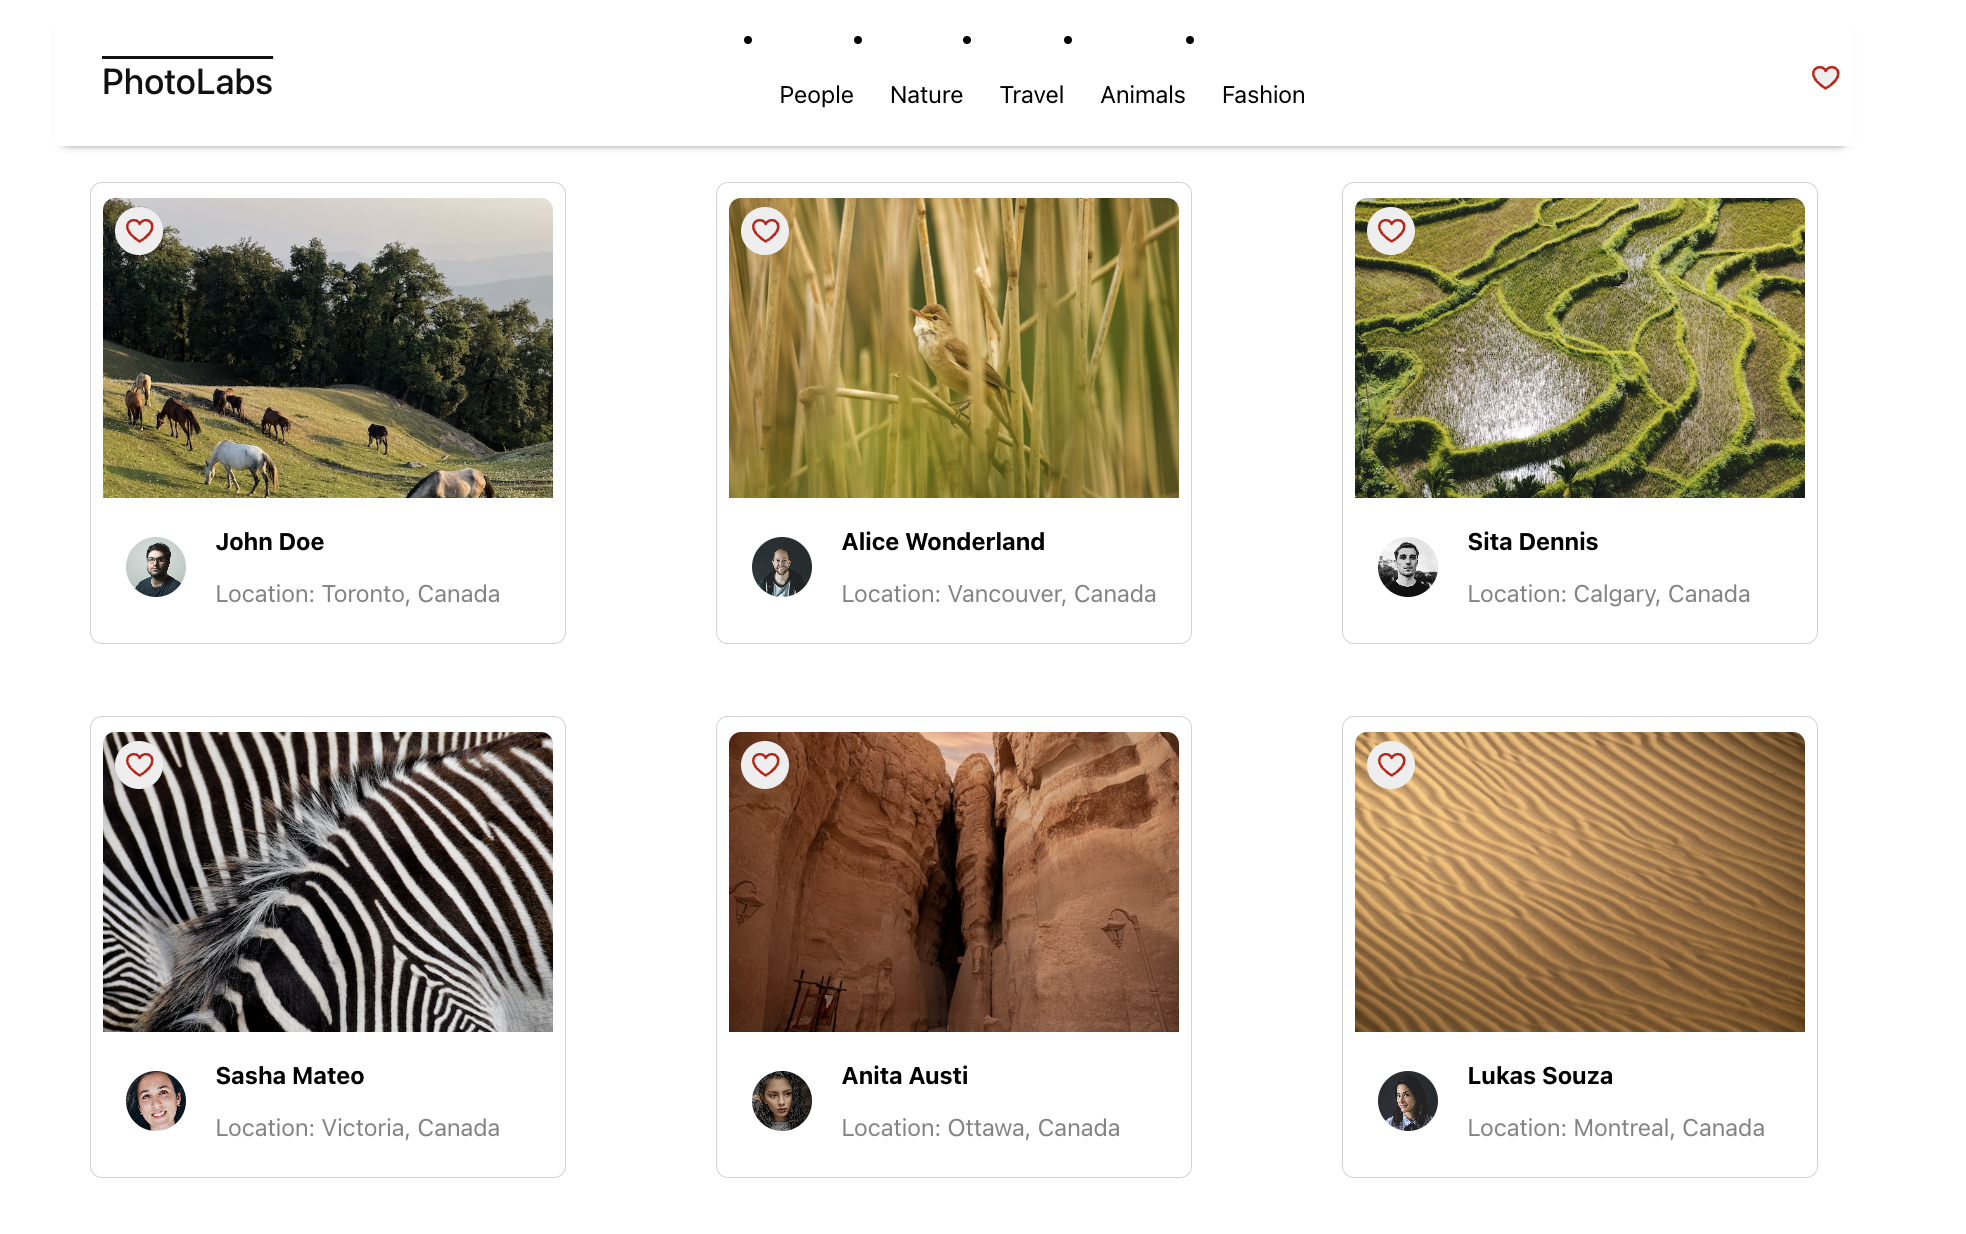 PhotoLabs
People Nature Travel Animals Fashion
John Doe
Location: Toronto, Canada
Alice Wonderland
Location: Vancouver, Canada
Sita Dennis
Location: Calgary, Canada
Sasha Mateo
Location: Victoria, Canada
Anita Austi
Location: Ottawa, Canada
Lukas Souza
Location: Montreal, Canada